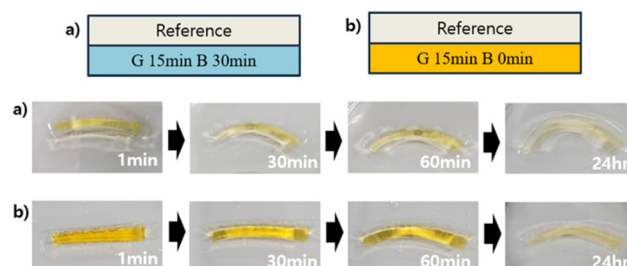 a)
Reference
G 15min B 30min
b)
Reference
G 15min B 0min
a)
1min
30min
60min
24hr
b)
1min
30min
60min
24hr